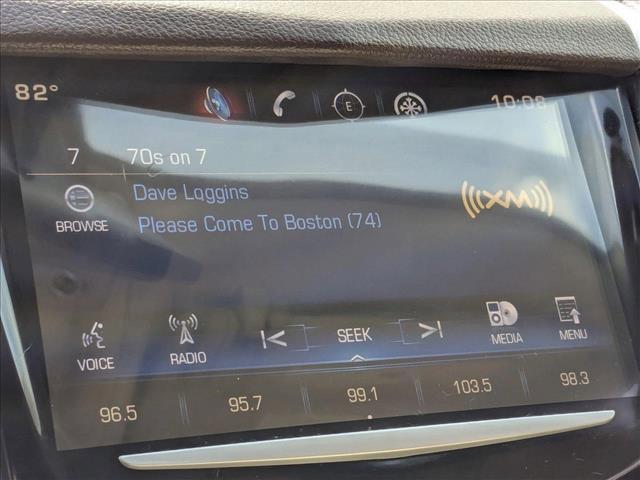 82° E 10:08
7 70s on 7
Dave Loggins
BROWSE Please Come To Boston (74)
((XM))
VOICE RADIO SEEK MEDIA MENU
96.5 95.7 99.1 103.5 98.3